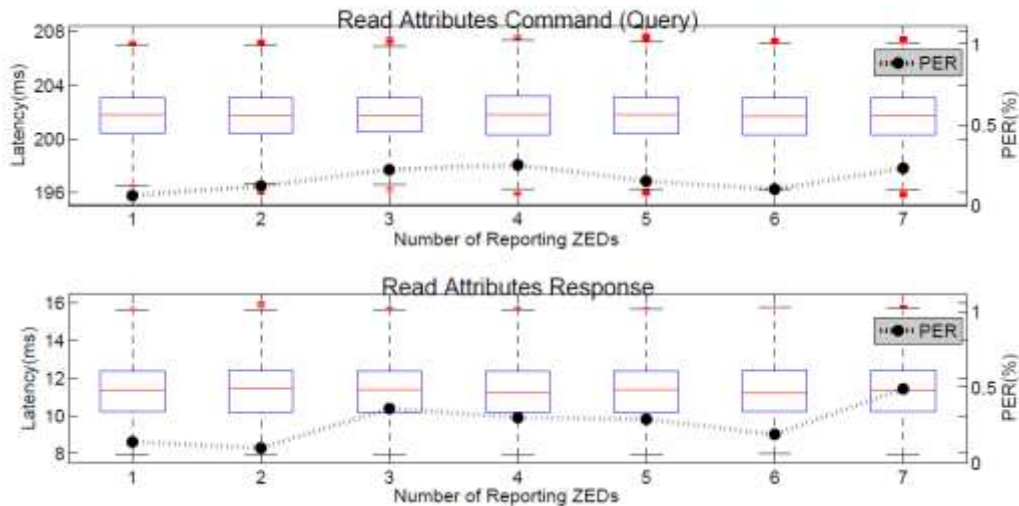 Read Attributes Command (Query)
208
204
200
196
Latency(ms)
1
0.5
0
PER(%)
PER
1 2 3 4 5 6 7
Number of Reporting ZEDs
Read Attributes Response
16
14
12
10
8
Latency(ms)
1
0.5
0
PER(%)
PER
1 2 3 4 5 6 7
Number of Reporting ZEDs